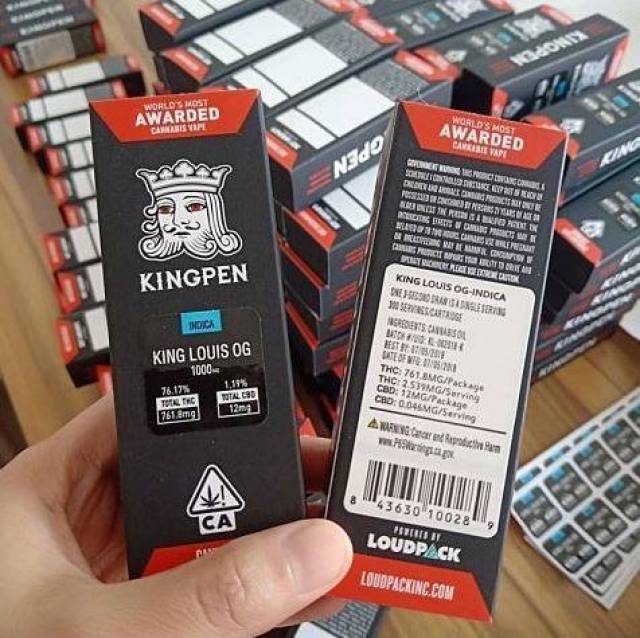 WORLD'S MOST
AWARDED
CANNABIS VAPE
KINGPEN
INDICA
KING LOUIS OG
1000MG
76.17%
TOTAL THC
761.8mg
1.19%
TOTAL CBD
12mg
CA
WORLD'S MOST
AWARDED
CANNABIS VAPE
GOVERNMENT WARNING: THIS PRODUCT CONTAINS CANNABIS, A
SCHEDULE I CONTROLLED SUBSTANCE. KEEP OUT OF REACH OF
CHILDREN AND ANIMALS. CANNABIS PRODUCTS MAY ONLY BE
POSSESSED OR CONSUMED BY PERSONS 21 YEARS OF AGE OR
OLDER UNLESS THE PERSON IS A QUALIFIED PATIENT. THE
INTOXICATING EFFECTS OF CANNABIS PRODUCTS MAY BE
DELAYED UP TO TWO HOURS. CANNABIS USE WHILE PREGNANT
OR BREASTFEEDING MAY BE HARMFUL. CONSUMPTION OF
CANNABIS PRODUCTS IMPAIRS YOUR ABILITY TO DRIVE AND
OPERATE MACHINERY. PLEASE USE EXTREME CAUTION.
KING LOUIS OG-INDICA
ONE 3-SECOND DRAW IS A SINGLE SERVING
300 SERVINGS/CARTRIDGE
INGREDIENTS: CANNABIS OIL
BATCH #/UID: KL-062018-K
BEST BY: 07/05/2019
DATE OF MFG: 07/05/2018
THC: 761.8MG/Package
THC: 2.539MG/Serving
CBD: 12MG/Package
CBD: 0.046MG/Serving
WARNING: Cancer and Reproductive Harm
www.P65Warnings.ca.gov
8 43630 10028 9
POWERED BY
LOUDPACK
LOUDPACKINC.COM
KINGPEN